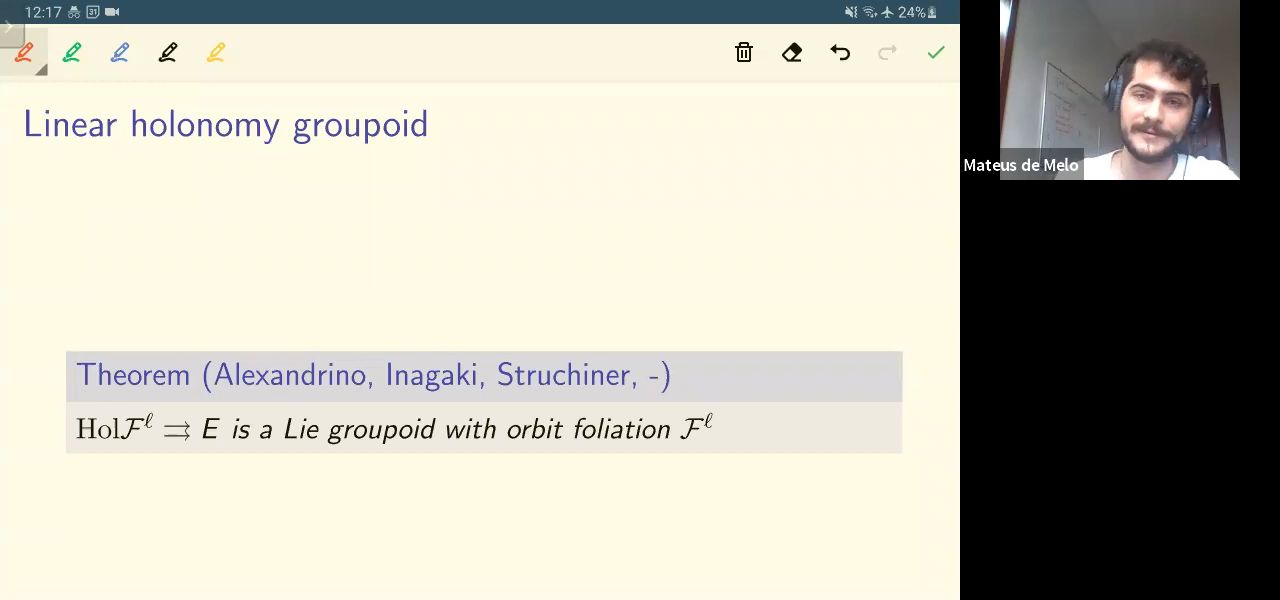 12:17
31
24%
Linear holonomy groupoid
Mateus de Melo
Theorem (Alexandrino, Inagaki, Struchiner, -)
Hol𝓕^ℓ ⇉ E is a Lie groupoid with orbit foliation 𝓕^ℓ